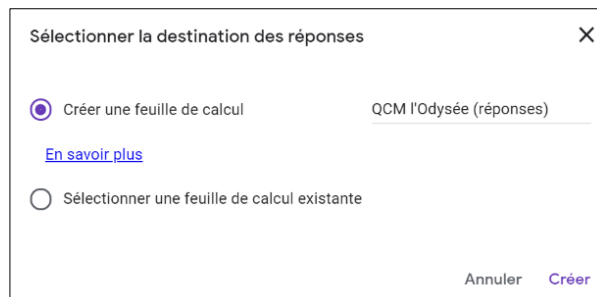 Sélectionner la destination des réponses
Créer une feuille de calcul QCM l'Odysée (réponses)
En savoir plus
Sélectionner une feuille de calcul existante
Annuler Créer